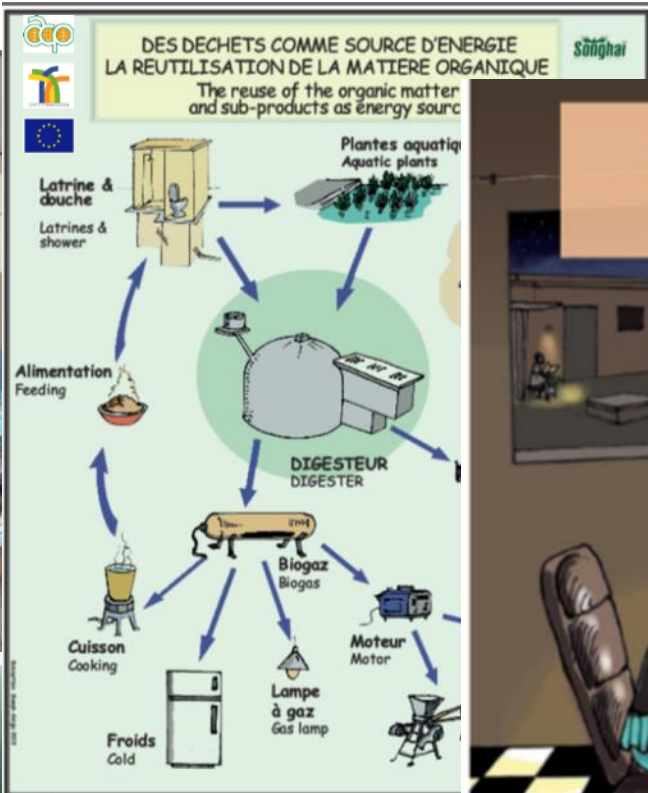 DES DECHETS COMME SOURCE D'ENERGIE
LA REUTILISATION DE LA MATIERE ORGANIQUE
The reuse of the organic matter
and sub-products as energy sourc
acp
Songhaï
Latrine &
douche
Latrines &
shower
Plantes aquatiq
Aquatic plants
Alimentation
Feeding
DIGESTEUR
DIGESTER
Biogaz
Biogas
Cuisson
Cooking
Moteur
Motor
Lampe
à gaz
Gas lamp
Froids
Cold